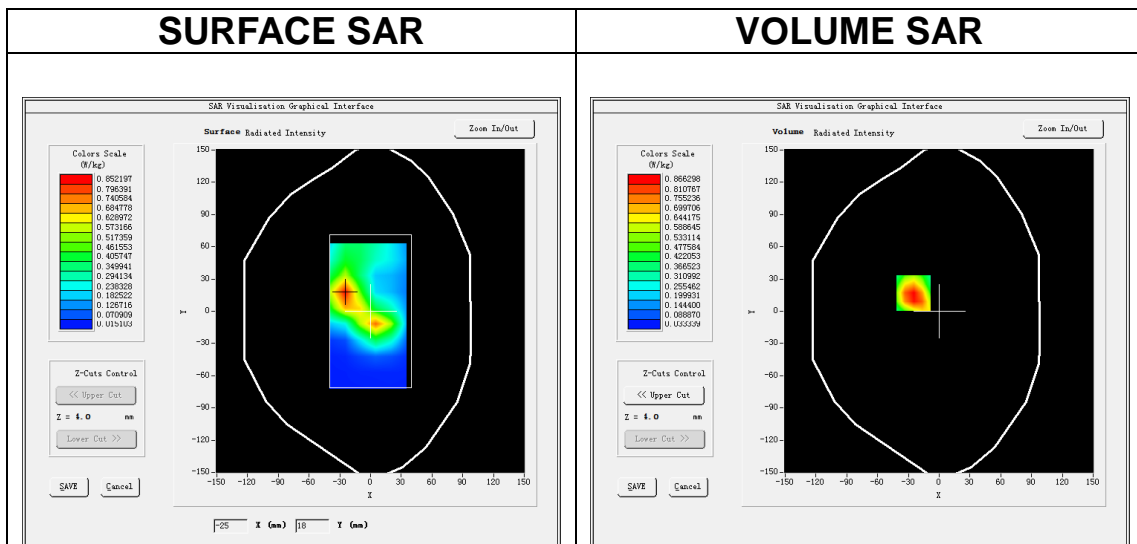 SURFACE SAR
VOLUME SAR
SAR Visualisation Graphical Interface
Surface Radiated Intensity
Zoom In/Out
Colors Scale
(W/kg)
0.852197
0.796391
0.740584
0.684778
0.628972
0.573166
0.517359
0.461553
0.405747
0.349941
0.294134
0.238328
0.182522
0.126716
0.070909
0.015103
150
120
90
60
30
0
-30
-60
-90
-120
-150
Y
-150 -120 -90 -60 -30 0 30 60 90 120 150
X
Z-Cuts Control
<< Upper Cut
Z = 4.0 mm
Lower Cut >>
SAVE
Cancel
-25 X (mm) 18 Y (mm)
SAR Visualisation Graphical Interface
Volume Radiated Intensity
Zoom In/Out
Colors Scale
(W/kg)
0.866298
0.810767
0.755236
0.699706
0.644175
0.588645
0.533114
0.477584
0.422053
0.366523
0.310992
0.255462
0.199931
0.144400
0.088870
0.033339
150
120
90
60
30
0
-30
-60
-90
-120
-150
Y
-150 -120 -90 -60 -30 0 30 60 90 120 150
X
Z-Cuts Control
<< Upper Cut
Z = 4.0 mm
Lower Cut >>
SAVE
Cancel